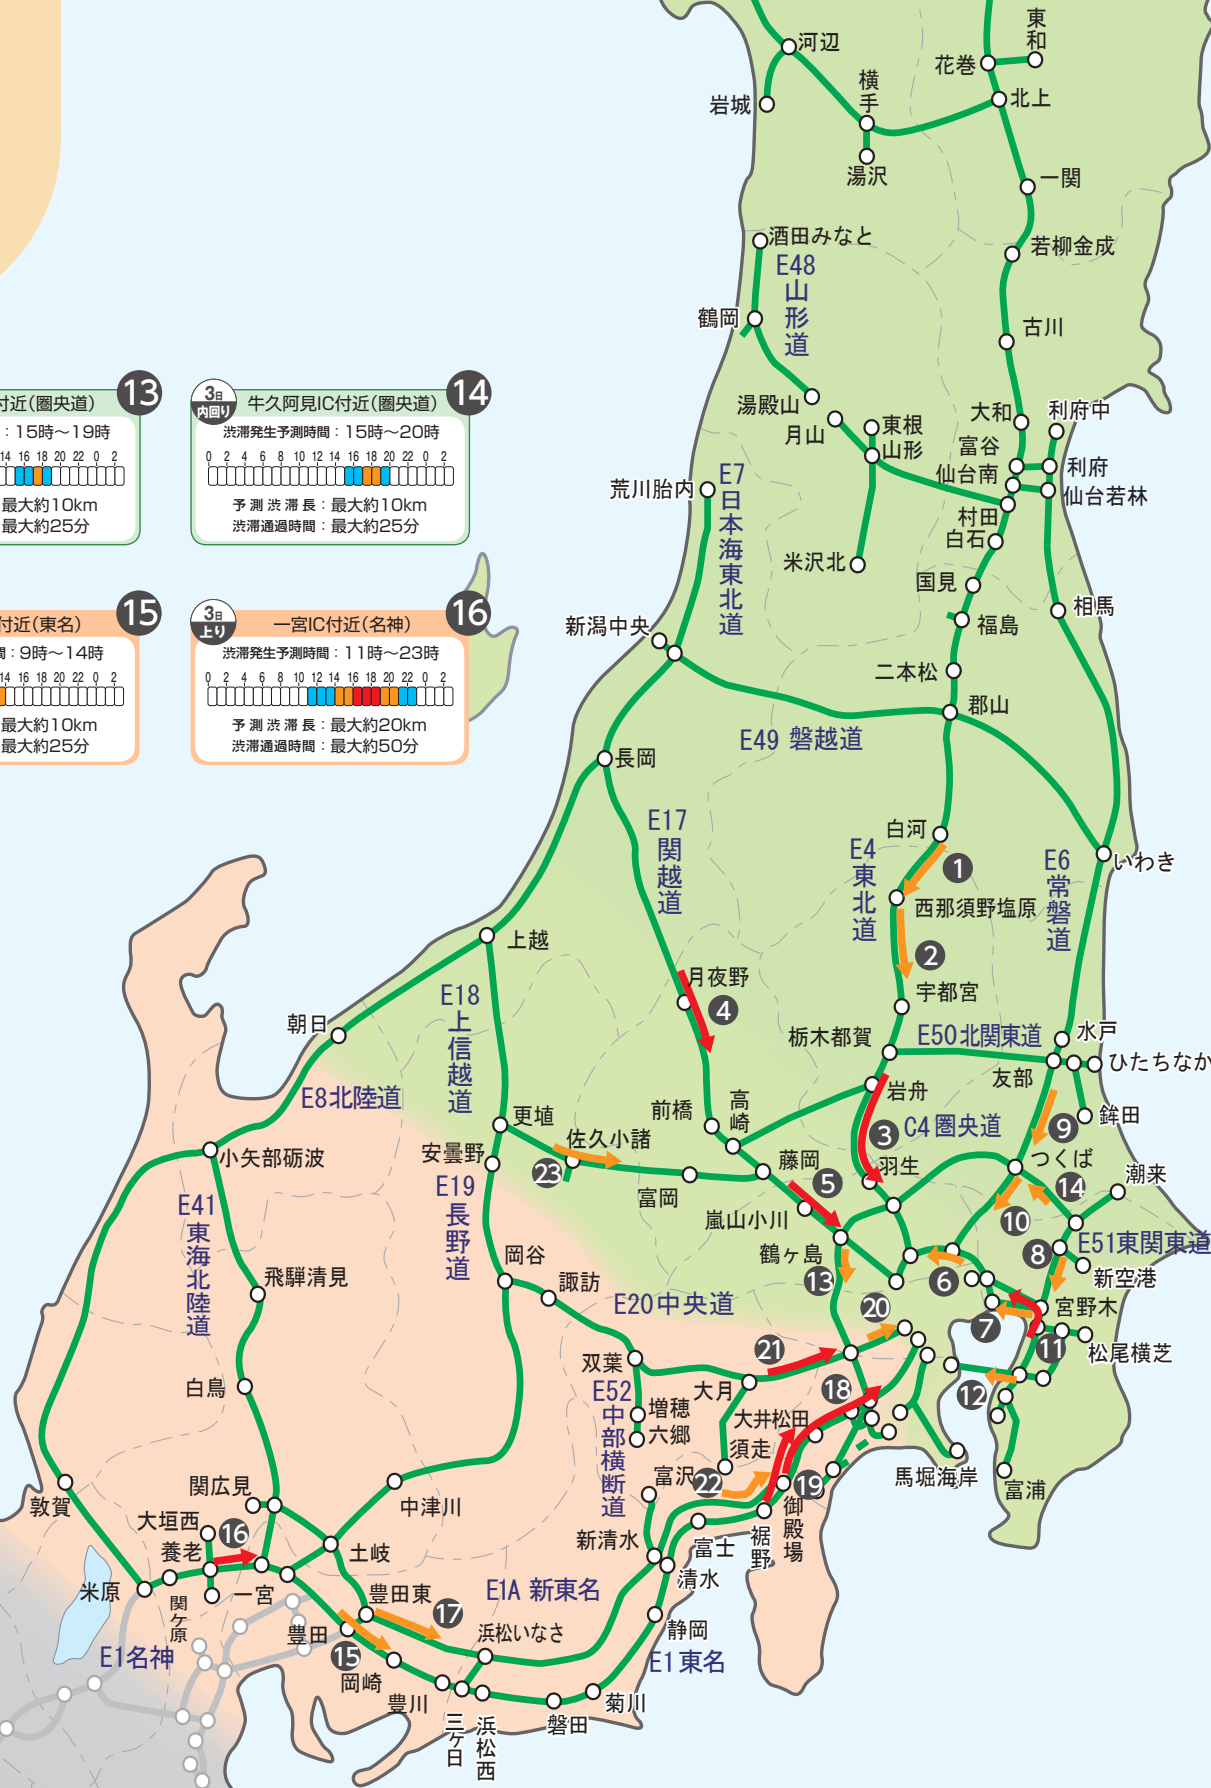 河辺
東和
花巻
横手
岩城
北上
湯沢
一関
酒田みなと
若柳金成
E48
山形道
鶴岡
古川
付近(圏央道)
13
：15時〜19時
14 16 18 20 22 0 2
最大約10km
最大約25分
3日
内回り
牛久阿見IC付近(圏央道)
14
渋滞発生予測時間：15時〜20時
0 2 4 6 8 10 12 14 16 18 20 22 0 2
予測渋滞長：最大約10km
渋滞通過時間：最大約25分
湯殿山
月山
東根
山形
大和
利府中
富谷
利府
仙台南
仙台若林
荒川胎内
E7
日本海東北道
村田
白石
米沢北
国見
相馬
福島
新潟中央
二本松
郡山
付近(東名)
15
間：9時〜14時
14 16 18 20 22 0 2
最大約10km
最大約25分
3日
上り
一宮IC付近(名神)
16
渋滞発生予測時間：11時〜23時
0 2 4 6 8 10 12 14 16 18 20 22 0 2
予測渋滞長：最大約20km
渋滞通過時間：最大約50分
E49 磐越道
長岡
E17
関越道
白河
E4
東北道
E6
常磐道
いわき
1
西那須野塩原
上越
2
月夜野
4
宇都宮
E18
上信越道
朝日
栃木都賀
E50北関東道
水戸
ひたちなか
友部
E8北陸道
岩舟
前橋
高崎
鉾田
更埴
佐久小諸
3
C4圏央道
9
小矢部砺波
安曇野
23
藤岡
羽生
つくば
潮来
E41
東海北陸道
E19
長野道
富岡
5
14
嵐山小川
10
岡谷
鶴ヶ島
8
E51東関東道
飛騨清見
諏訪
13
6
新空港
E20中央道
20
宮野木
7
双葉
21
11
松尾横芝
白鳥
E52
中部横断道
大月
18
12
増穂
六郷
大井松田
須走
富沢
22
19
馬堀海岸
富浦
敦賀
関広見
中津川
御殿場
大垣西
16
養老
新清水
富士
裾野
土岐
清水
米原
関ヶ原
一宮
E1A 新東名
豊田東
17
静岡
豊田
浜松いなさ
E1名神
15
E1東名
岡崎
豊川
菊川
三ヶ日
浜松西
磐田